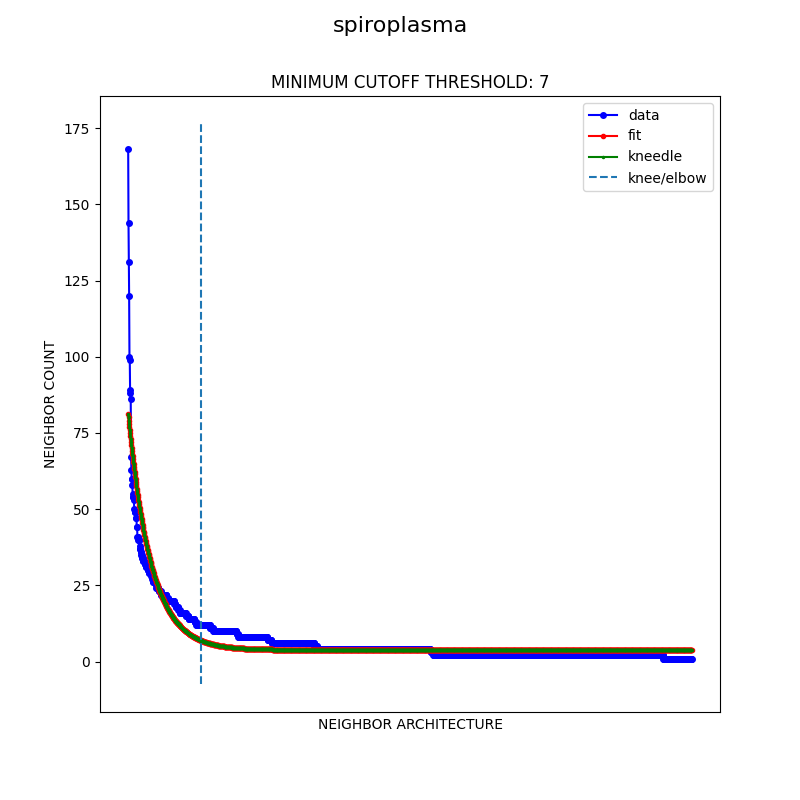 spiroplasma
MINIMUM CUTOFF THRESHOLD: 7
data
fit
kneedle
knee/elbow
175
150
125
100
75
50
25
0
NEIGHBOR COUNT
NEIGHBOR ARCHITECTURE